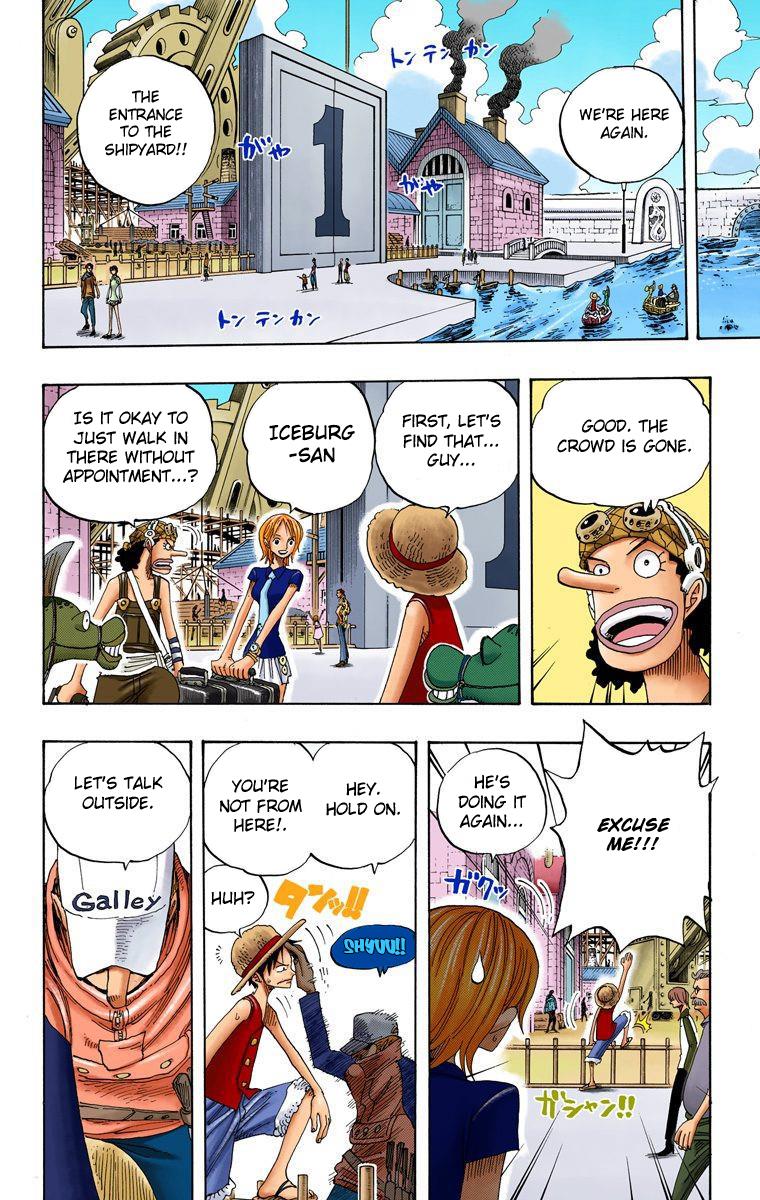 WE'RE HERE
AGAIN.
トン テン カン
THE
ENTRANCE
TO THE
SHIPYARD!!
1
がや
がや
トン テン カン
GOOD. THE
CROWD IS GONE.
FIRST, LET'S
FIND THAT...
GUY...
ICEBURG
-SAN
IS IT OKAY TO
JUST WALK IN
THERE WITHOUT
APPOINTMENT...?
1
EXCUSE
ME!!!
HE'S
DOING IT
AGAIN...
ガクッ
ガシャン!!
HEY.
HOLD ON.
YOU'RE
NOT FROM
HERE!.
HUH?
タンッ!!
SHYUU!!
LET'S TALK
OUTSIDE.
Galley